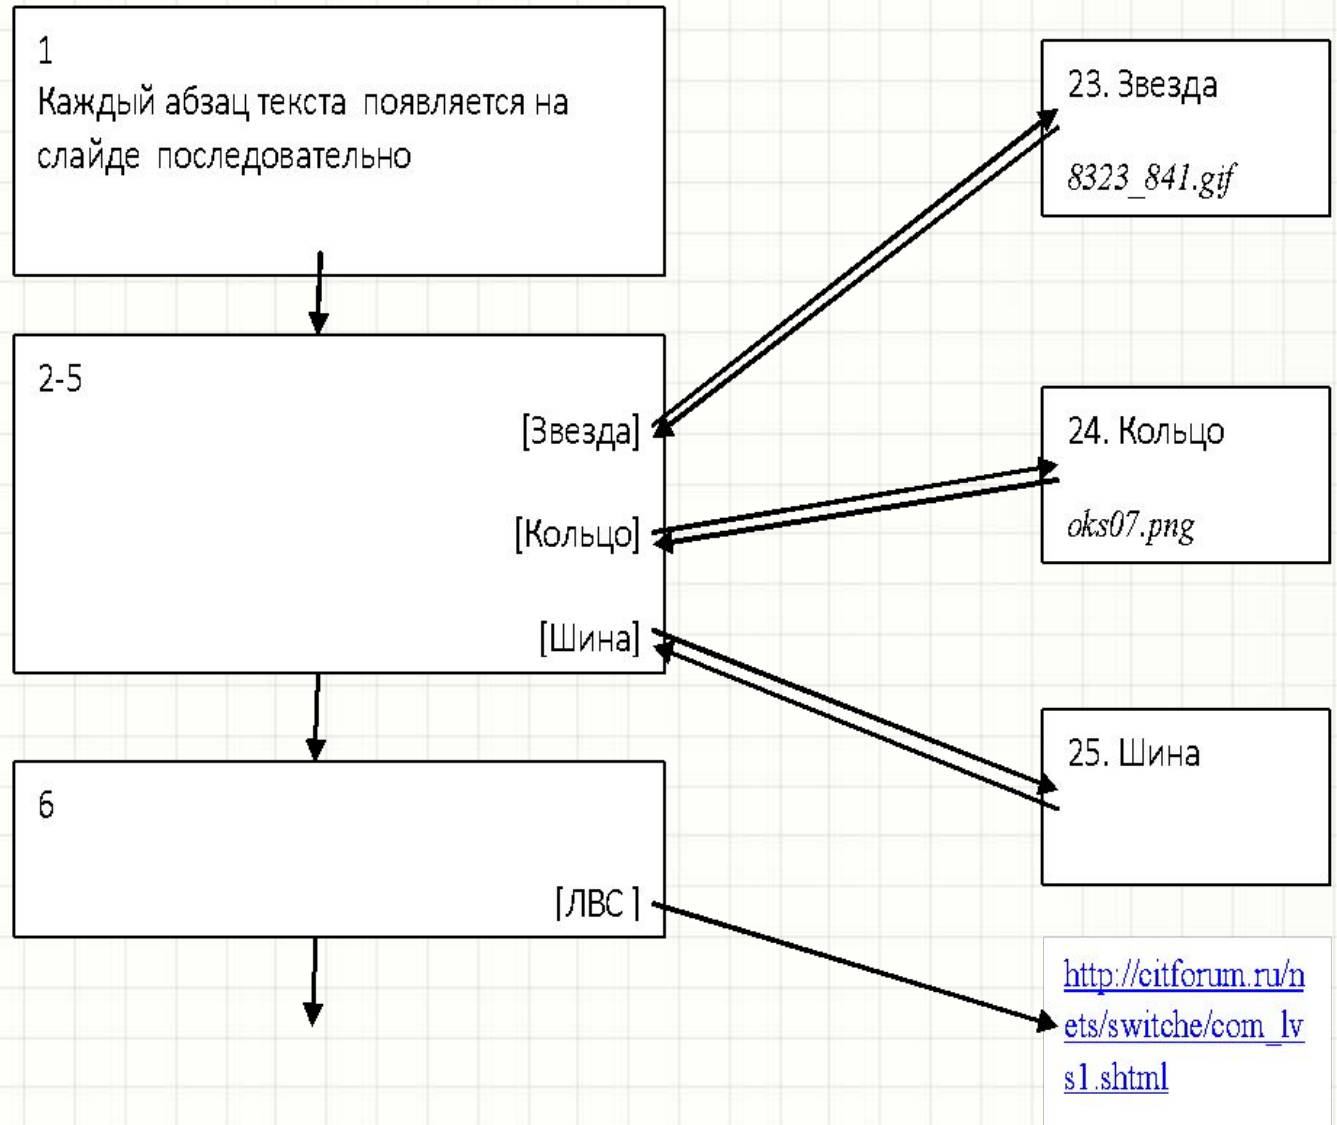 1
Каждый абзац текста появляется на
слайде последовательно
2-5
[Звезда]
[Кольцо]
[Шина]
6
[ЛВС ]
23. Звезда
8323_841.gif
24. Кольцо
oks07.png
25. Шина
http://citforum.ru/n
ets/switche/com_lv
s1.shtml